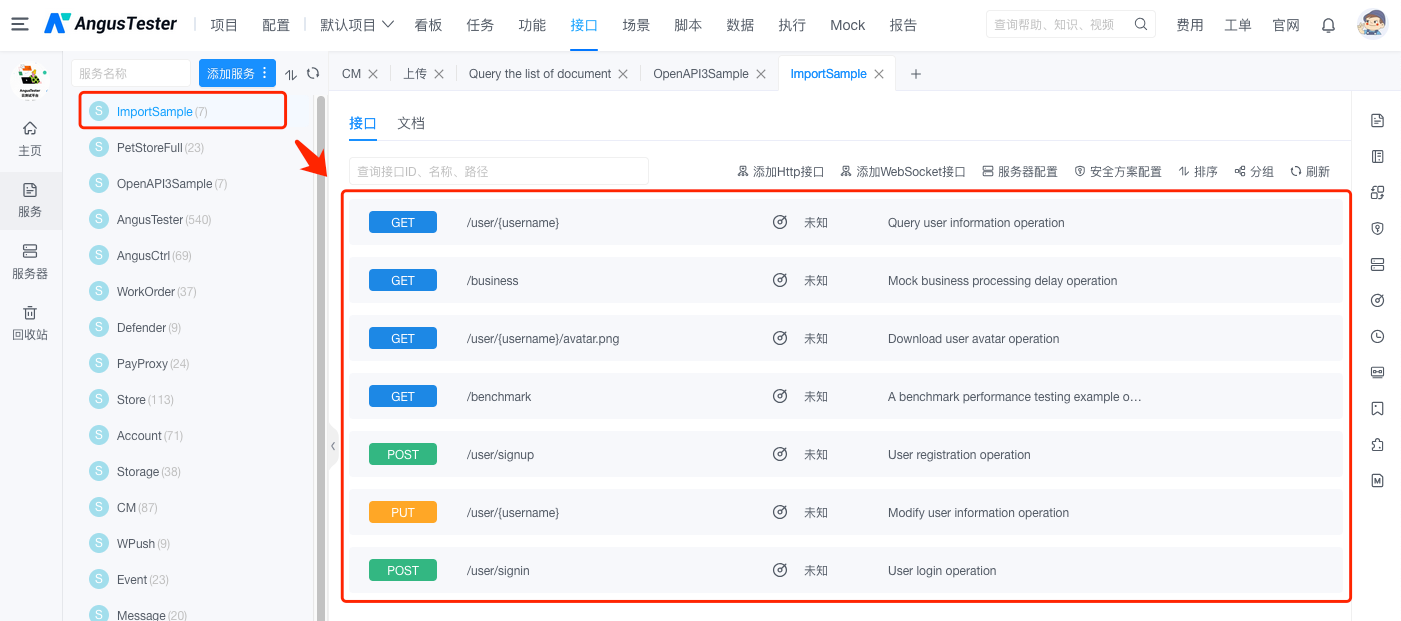 AngusTester
项目 配置 默认项目 看板 任务 功能 接口 场景 脚本 数据 执行 Mock 报告
查询帮助、知识、视频
费用 工单 官网
主页
服务
服务器
回收站
服务名称
添加服务
ImportSample (7)
PetStoreFull (23)
OpenAPI3Sample (7)
AngusTester (540)
AngusCtrl (69)
WorkOrder (37)
Defender (9)
PayProxy (24)
Store (113)
Account (71)
Storage (38)
CM (87)
WPush (9)
Event (23)
Message (20)
CM 上传 Query the list of document OpenAPI3Sample ImportSample
接口 文档
查询接口ID、名称、路径
添加Http接口 添加WebSocket接口 服务器配置 安全方案配置 排序 分组 刷新
GET /user/{username} 未知 Query user information operation
GET /business 未知 Mock business processing delay operation
GET /user/{username}/avatar.png 未知 Download user avatar operation
GET /benchmark 未知 A benchmark performance testing example o…
POST /user/signup 未知 User registration operation
PUT /user/{username} 未知 Modify user information operation
POST /user/signin 未知 User login operation